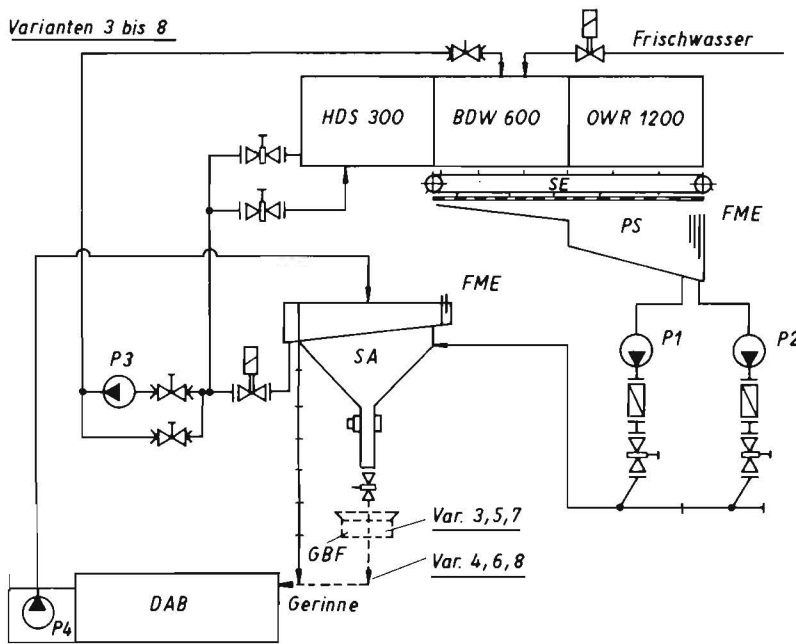 Varianten 3 bis 8
Frischwasser
HDS 300
BDW 600
OWR 1200
SE
PS
FME
FME
P1
P2
P3
SA
Var. 3, 5, 7
GBF
Var. 4, 6, 8
DAB
Gerinne
P4